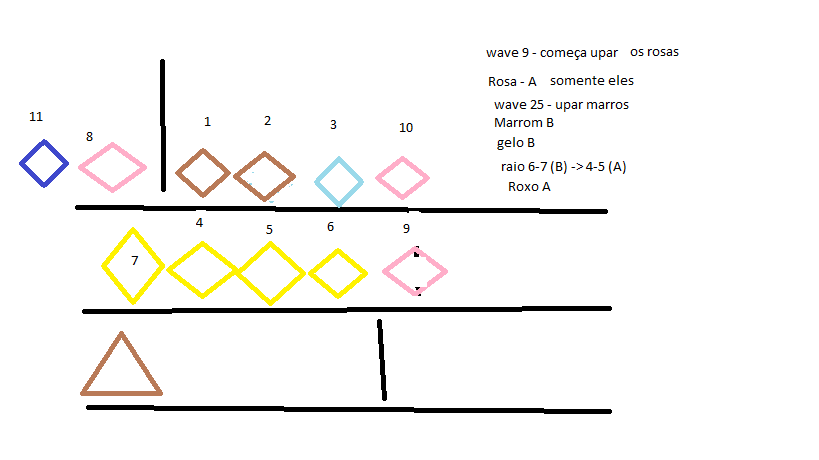 wave 9 - começa upar os rosas
Rosa - A somente eles
wave 25 - upar marros
Marrom B
gelo B
raio 6-7 (B) -> 4-5 (A)
Roxo A
11
8
1
2
3
10
7
4
5
6
9